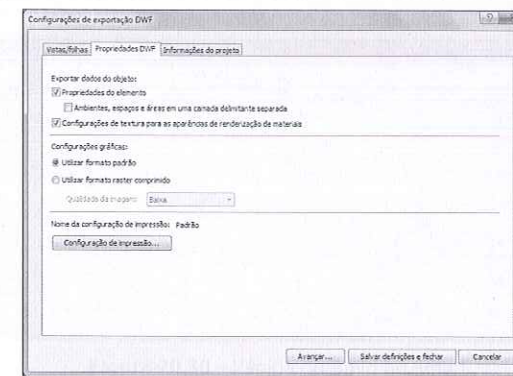 Configurações de exportação DWF
Vistas/folhas Propriedades DWF Informações do projeto
Exportar dados do objeto:
Propriedades do elemento
Ambientes, espaços e áreas em uma camada delimitante separada
Configurações de textura para as aparências de renderização de materiais
Configurações gráficas:
Utilizar formato padrão
Utilizar formato raster comprimido
Qualidade da imagem: Baixa
Nome da configuração de impressão: Padrão
Configuração de impressão...
Avançar... Salvar definições e fechar Cancelar